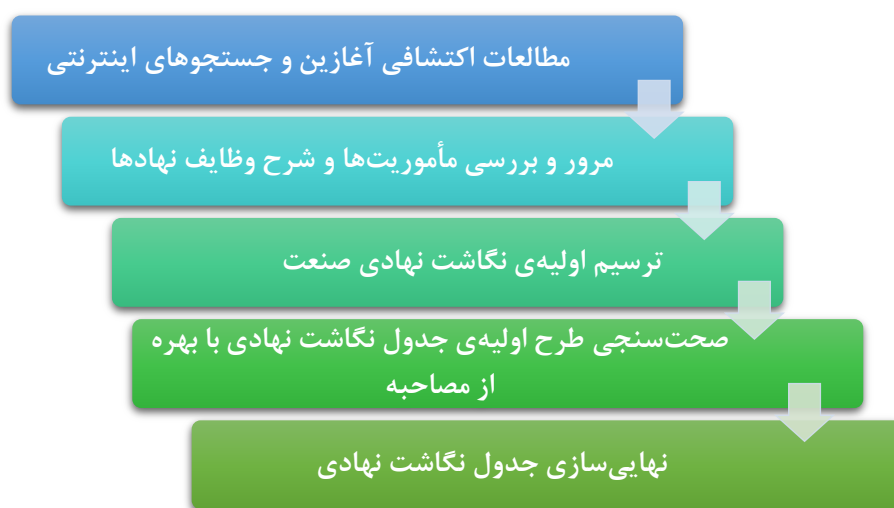 مطالعات اکتشافی آغازین و جستجوهای اینترنتی
مرور و بررسی مأموریت‌ها و شرح وظایف نهادها
ترسیم اولیه‌ی نگاشت نهادی صنعت
صحت‌سنجی طرح اولیه‌ی جدول نگاشت نهادی با بهره
از مصاحبه
نهایی‌سازی جدول نگاشت نهادی